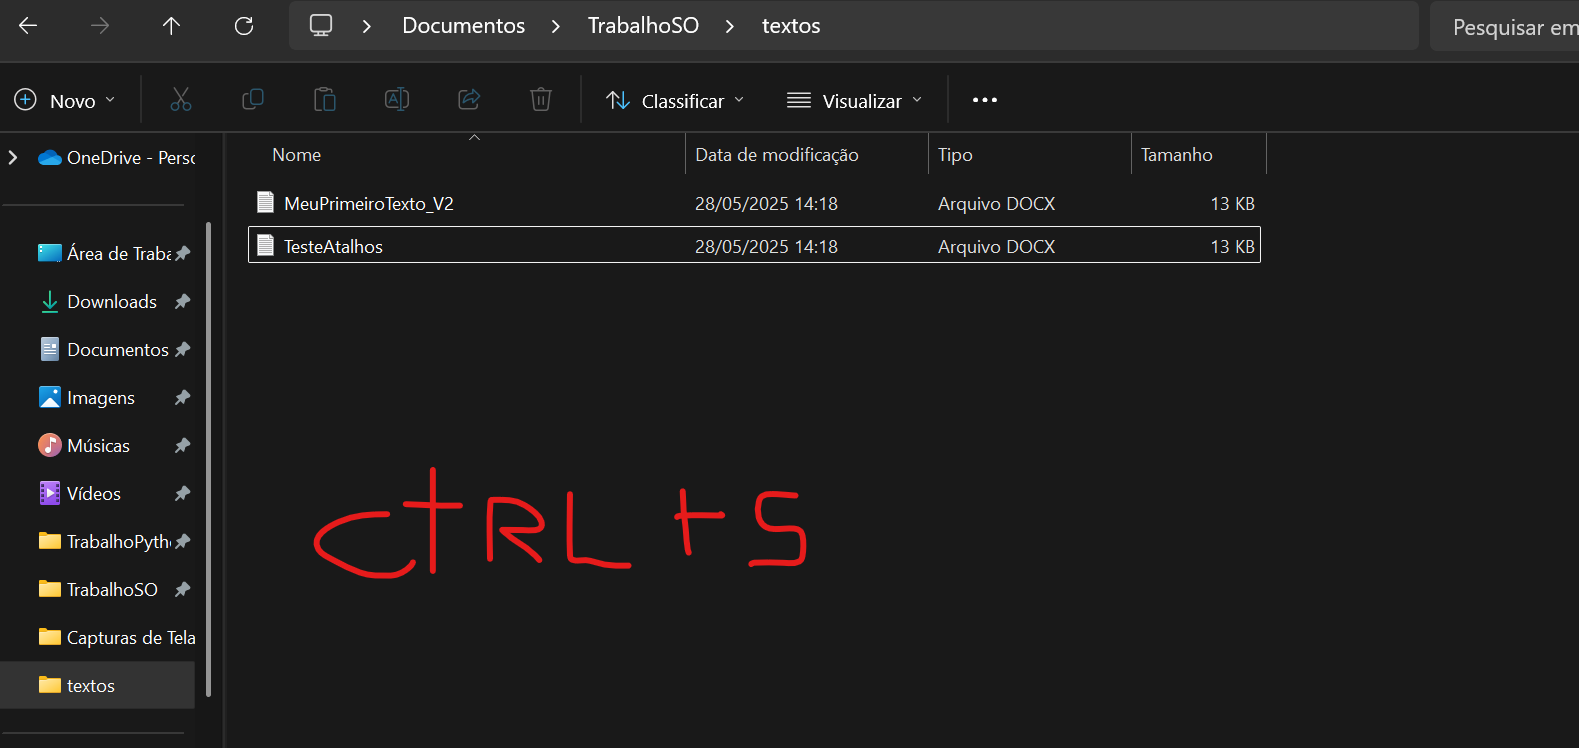 Documentos > TrabalhoSO > textos
Pesquisar em
Novo Classificar Visualizar
OneDrive - Perso
Nome Data de modificação Tipo Tamanho
MeuPrimeiroTexto_V2 28/05/2025 14:18 Arquivo DOCX 13 KB
TesteAtalhos 28/05/2025 14:18 Arquivo DOCX 13 KB
Área de Traba
Downloads
Documentos
Imagens
Músicas
Vídeos
TrabalhoPyth
TrabalhoSO
Capturas de Tela
textos
CTRL + S